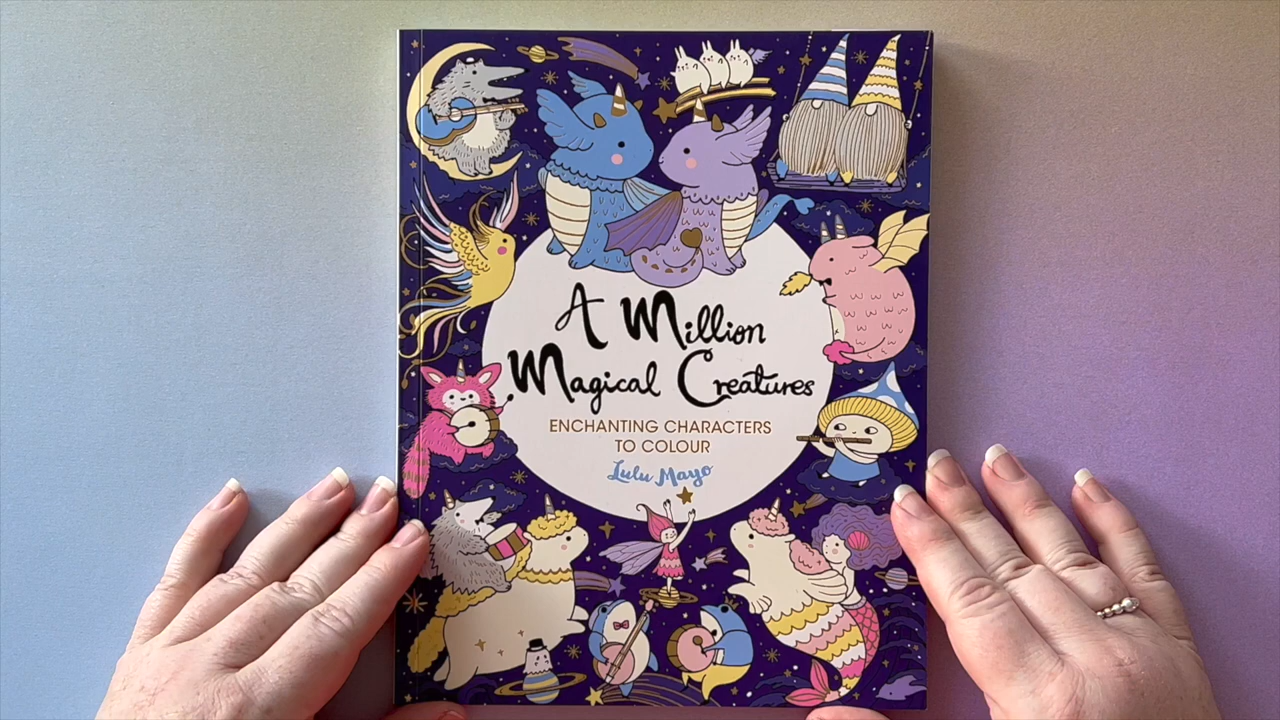 A Million
Magical Creatures
ENCHANTING CHARACTERS
TO COLOUR
Lulu Mayo